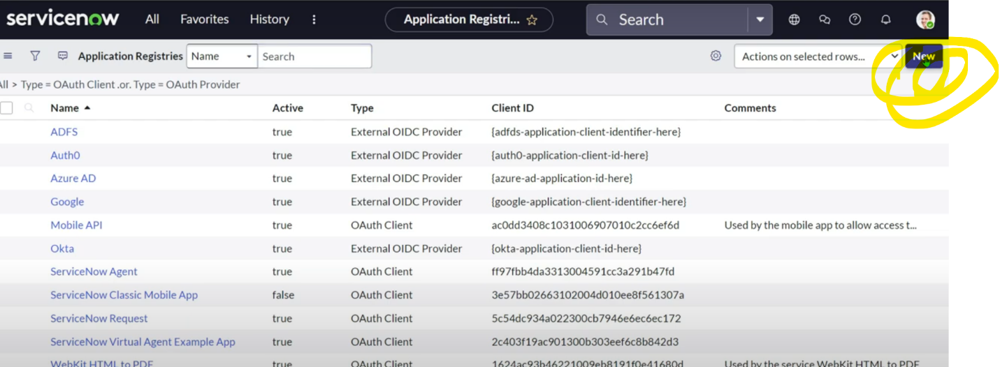 servicenow All Favorites History Application Registri... Search
Application Registries Name Search Actions on selected rows... New
All > Type = OAuth Client .or. Type = OAuth Provider
Name Active Type Client ID Comments
ADFS true External OIDC Provider {adfds-application-client-identifier-here}
Auth0 true External OIDC Provider {auth0-application-client-id-here}
Azure AD true External OIDC Provider {azure-ad-application-id-here}
Google true External OIDC Provider {google-application-client-identifier-here}
Mobile API true OAuth Client ac0dd3408c1031006907010c2cc6ef6d Used by the mobile app to allow access t...
Okta true External OIDC Provider {okta-application-client-id-here}
ServiceNow Agent true OAuth Client ff97fbb4da3313004591cc3a291b47fd
ServiceNow Classic Mobile App false OAuth Client 3e57bb02663102004d010ee8f561307a
ServiceNow Request true OAuth Client 5c54dc934a022300cb7946e6ec6ec172
ServiceNow Virtual Agent Example App true OAuth Client 2c403f19ac901300b303eef6c8b842d3
WebKit HTML to PDF true OAuth Client 1624ac93b46221009eb8191f0e41680d Used by the service WebKit HTML to PDF